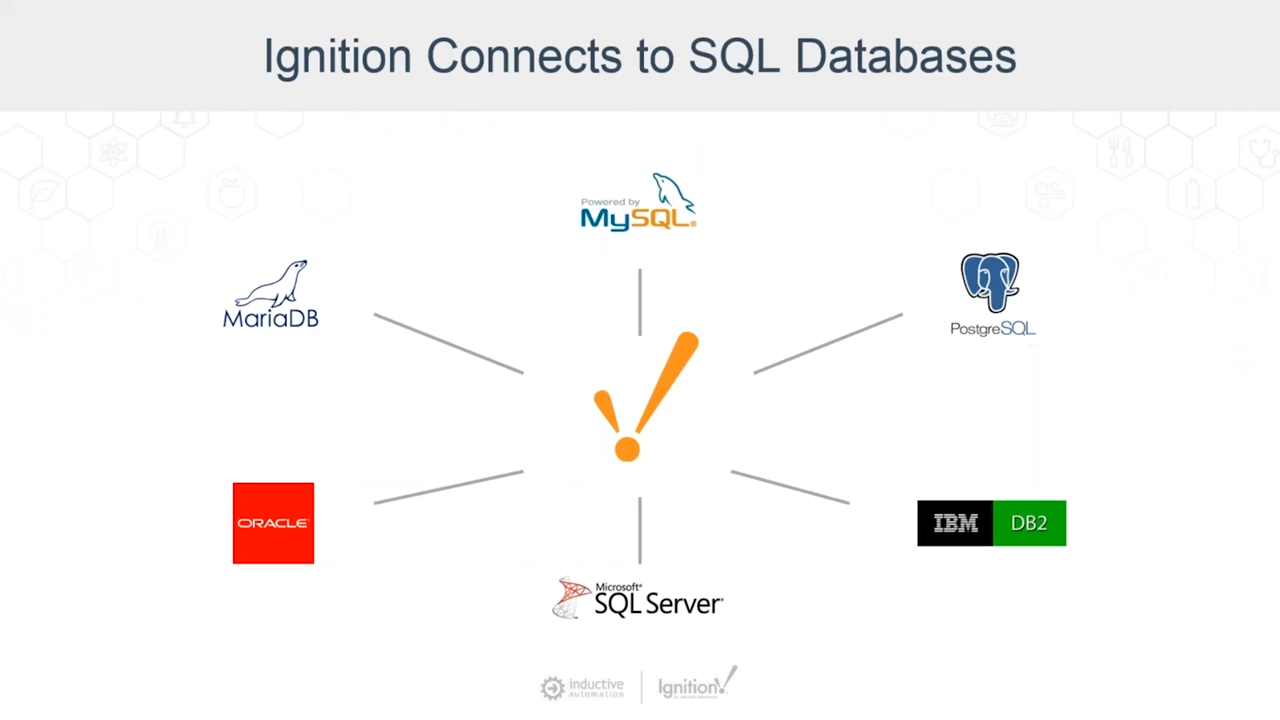 Ignition Connects to SQL Databases
Powered by
MySQL®
MariaDB
PostgreSQL
ORACLE
IBM DB2
Microsoft®
SQL Server
inductive
automation
Ignition!